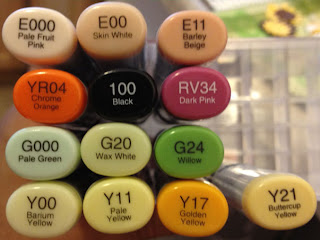 E000
Pale Fruit
Pink
E00
Skin White
E11
Barley
Beige
YR04
Chrome
Orange
100
Black
RV34
Dark Pink
G000
Pale Green
G20
Wax White
G24
Willow
Y00
Barium
Yellow
Y11
Pale
Yellow
Y17
Golden
Yellow
Y21
Buttercup
Yellow